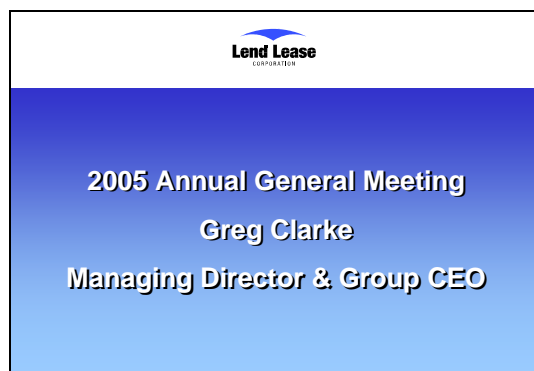 Lend Lease
CORPORATION
2005 Annual General Meeting
Greg Clarke
Managing Director & Group CEO